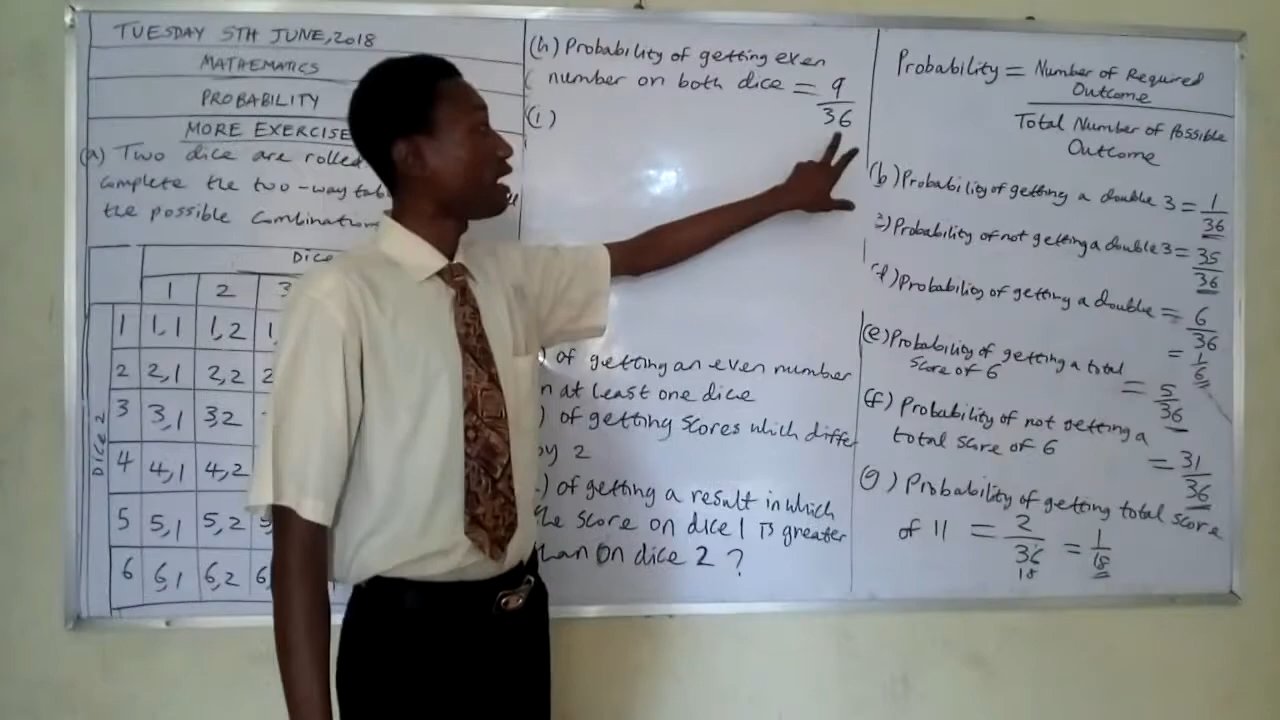 TUESDAY 5TH JUNE, 2018
MATHEMATICS
PROBABILITY
MORE EXERCISE
(a) Two dice are rolled
Complete the two-way
the possible Combination
Dice
1 2 3
DICE 2
1 1,1 1,2 1,
2 2,1 2,2 2
3 3,1 3,2
4 4,1 4,2
5 5,1 5,2 5
6 6,1 6,2 6,
(h) Probability of getting even
number on both dice = 9/36
(i)
) of getting an even number
n at least one dice
) of getting scores which differ
by 2
.) of getting a result in which
the score on dice 1 is greater
than on dice 2 ?
Probability = Number of Required
Outcome
Total Number of Possible
Outcome
(b) Probability of getting a double 3 = 1/36
) Probability of not getting a double 3 = 35/36
(d) Probability of getting a double = 6/36
= 1/6
(e) Probability of getting a total
score of 6 = 5/36
(f) Probability of not getting a
total score of 6 = 31/36
(g) Probability of getting total score
of 11 = 2/36 = 1/18
18